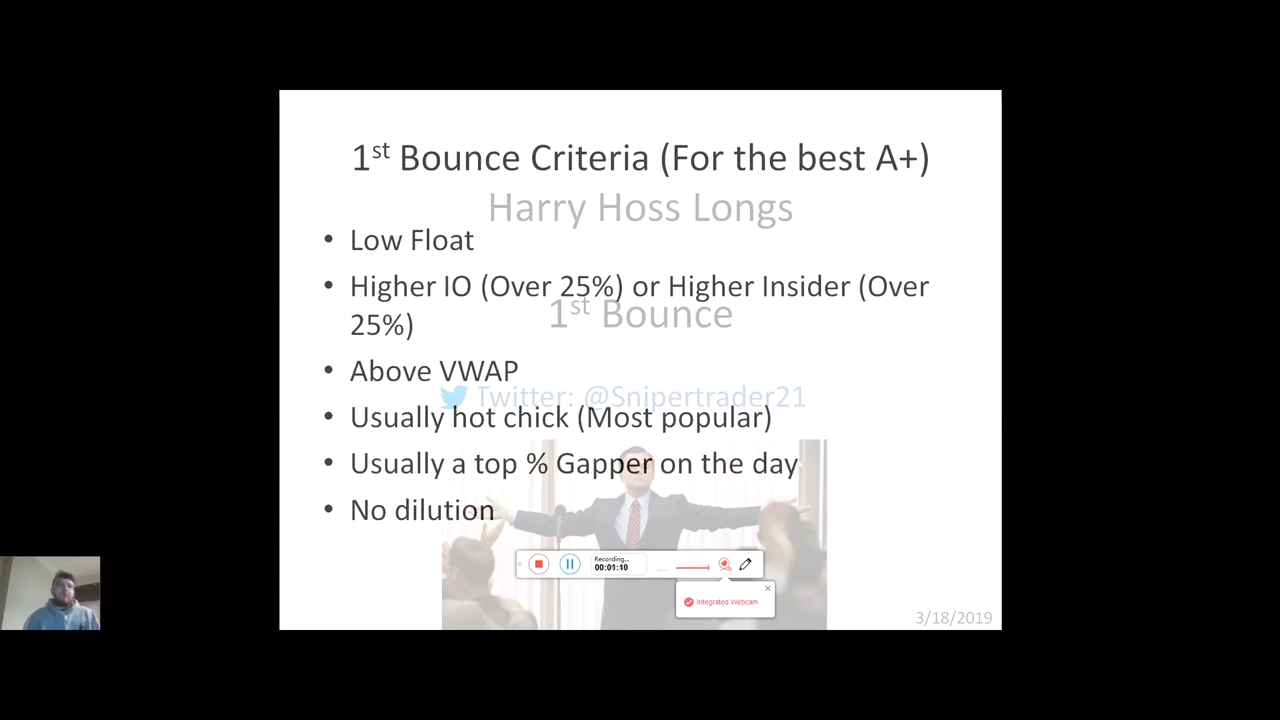 1st Bounce Criteria (For the best A+)
Harry Hoss Longs
• Low Float
• Higher IO (Over 25%) or Higher Insider (Over
1st Bounce
25%)
• Above VWAP
Twitter: @Snipertrader21
• Usually hot chick (Most popular)
• Usually a top % Gapper on the day
• No dilution
Recording...
00:01:10
Integrated Webcam
3/18/2019